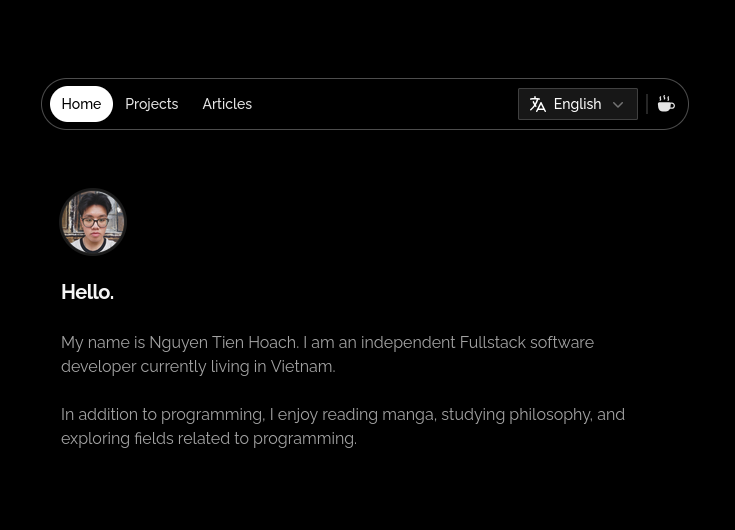 Home Projects Articles English
Hello.
My name is Nguyen Tien Hoach. I am an independent Fullstack software
developer currently living in Vietnam.
In addition to programming, I enjoy reading manga, studying philosophy, and
exploring fields related to programming.